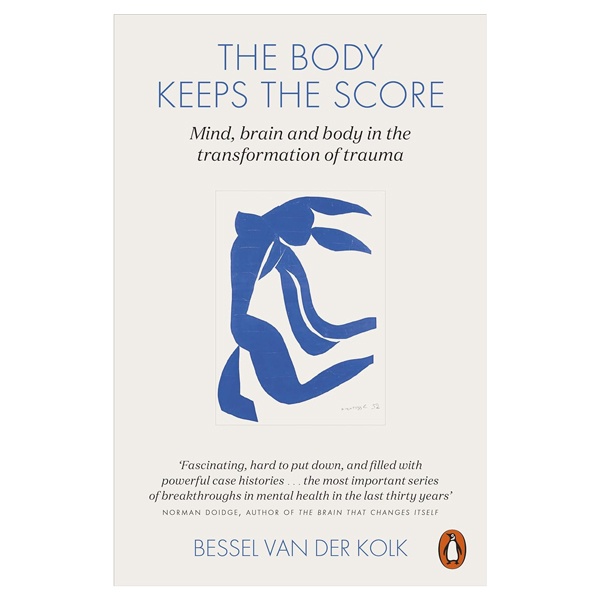 THE BODY
KEEPS THE SCORE
Mind, brain and body in the
transformation of trauma
‘Fascinating, hard to put down, and filled with
powerful case histories . . . the most important series
of breakthroughs in mental health in the last thirty years’
NORMAN DOIDGE, AUTHOR OF THE BRAIN THAT CHANGES ITSELF
BESSEL VAN DER KOLK